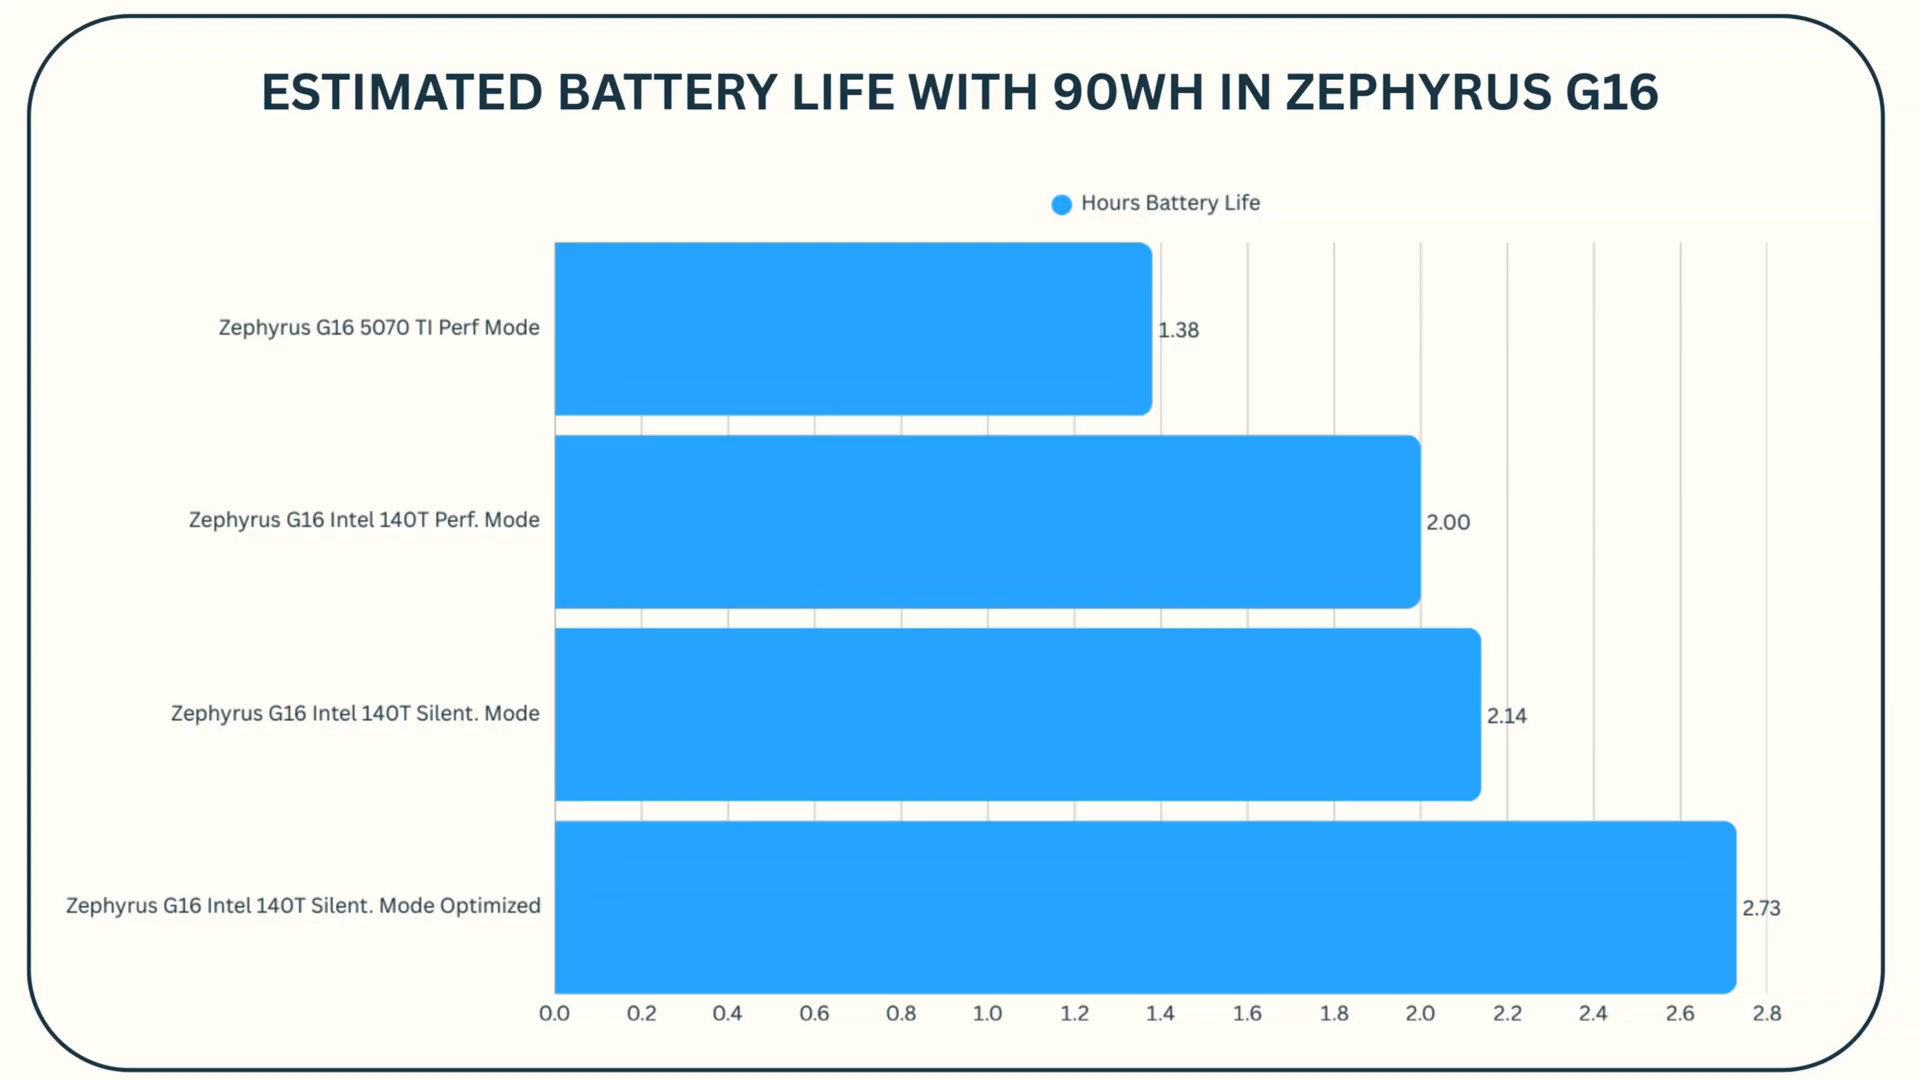 ESTIMATED BATTERY LIFE WITH 90WH IN ZEPHYRUS G16
Hours Battery Life
Zephyrus G16 5070 TI Perf Mode
1.38
Zephyrus G16 Intel 140T Perf. Mode
2.00
Zephyrus G16 Intel 140T Silent. Mode
2.14
Zephyrus G16 Intel 140T Silent. Mode Optimized
2.73
0.0 0.2 0.4 0.6 0.8 1.0 1.2 1.4 1.6 1.8 2.0 2.2 2.4 2.6 2.8